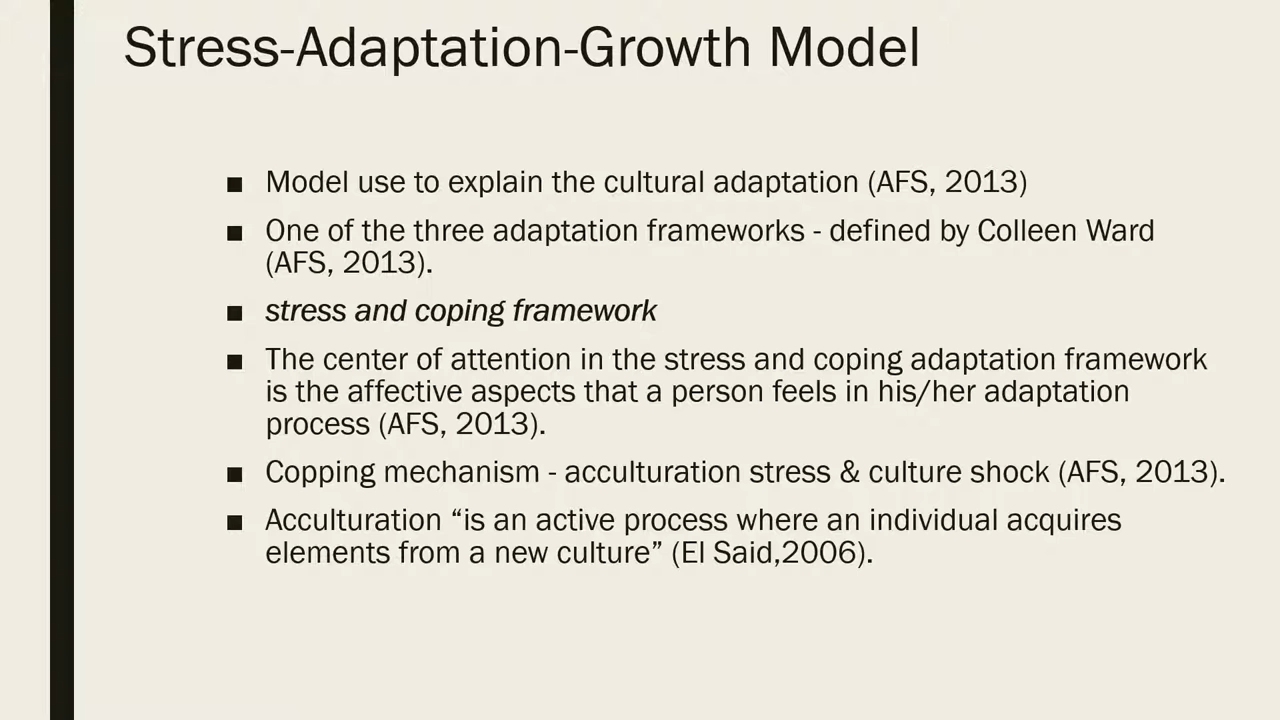 Stress-Adaptation-Growth Model
■ Model use to explain the cultural adaptation (AFS, 2013)
■ One of the three adaptation frameworks - defined by Colleen Ward
(AFS, 2013).
■ stress and coping framework
■ The center of attention in the stress and coping adaptation framework
is the affective aspects that a person feels in his/her adaptation
process (AFS, 2013).
■ Copping mechanism - acculturation stress & culture shock (AFS, 2013).
■ Acculturation “is an active process where an individual acquires
elements from a new culture” (El Said,2006).